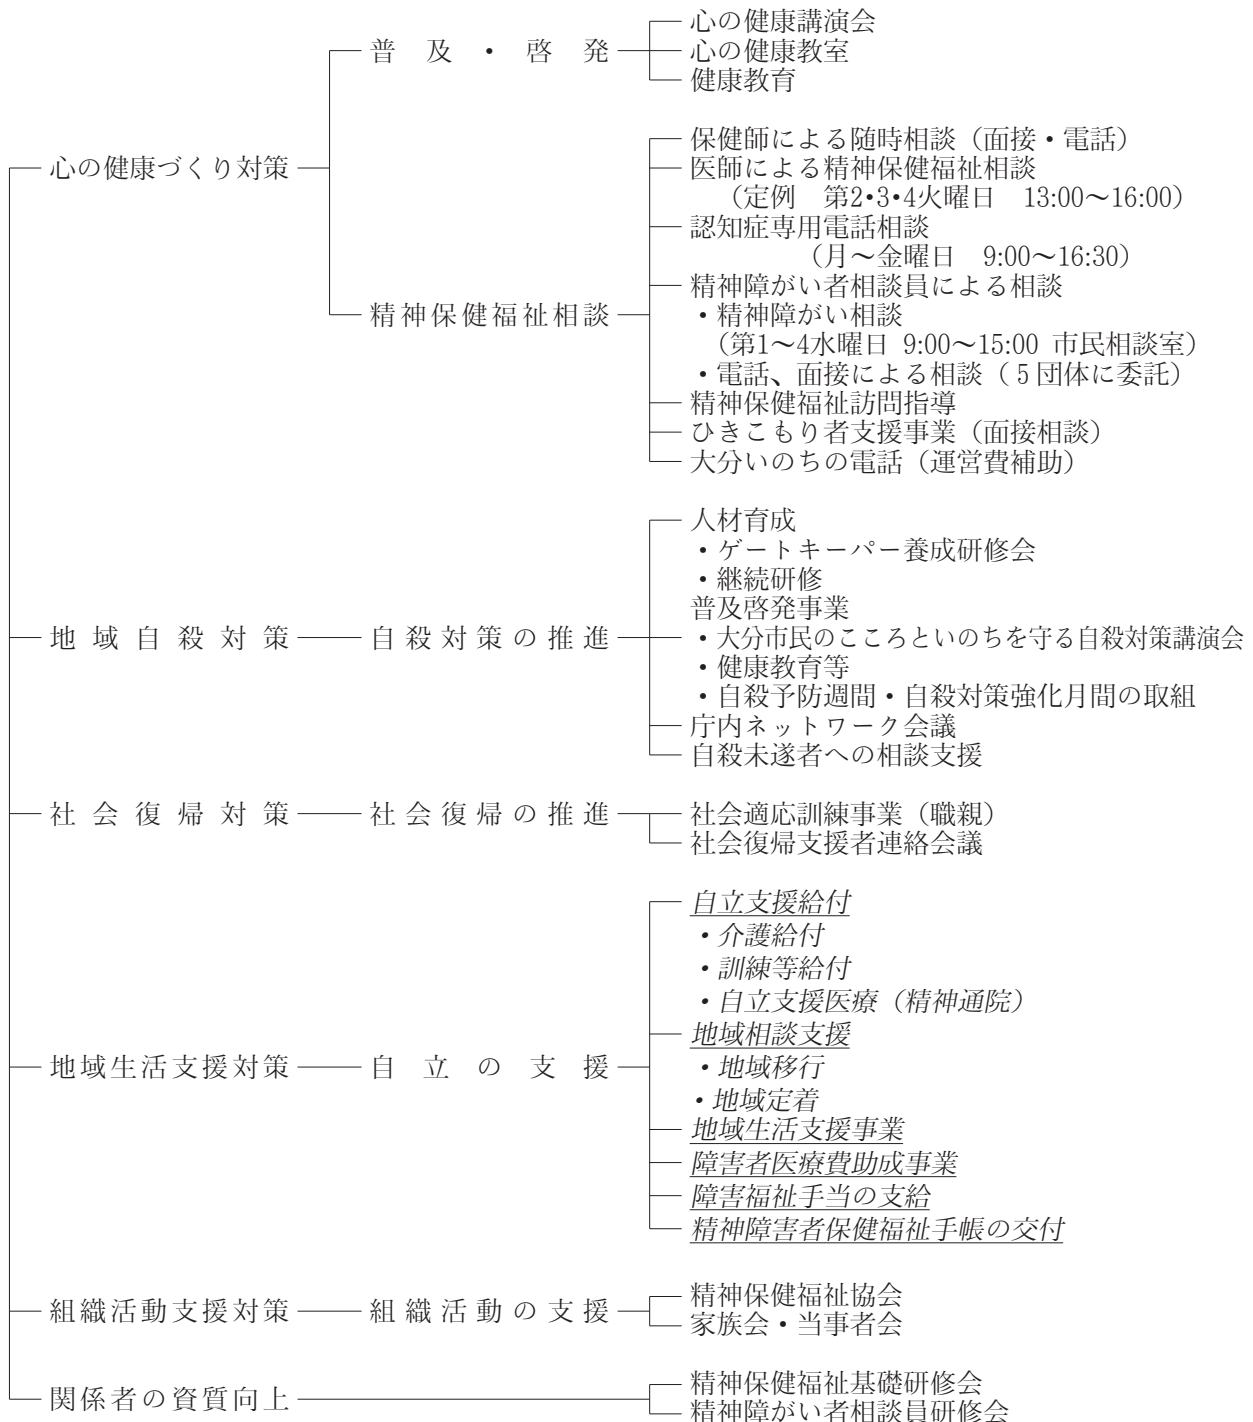 心の健康づくり対策
普及・啓発
心の健康講演会
心の健康教室
健康教育
精神保健福祉相談
保健師による随時相談（面接・電話）
医師による精神保健福祉相談
（定例　第2・3・4火曜日　13:00～16:00）
認知症専用電話相談
（月～金曜日　9:00～16:30）
精神障がい者相談員による相談
・精神障がい相談
（第1～4水曜日 9:00～15:00 市民相談室）
・電話、面接による相談（5団体に委託）
精神保健福祉訪問指導
ひきこもり者支援事業（面接相談）
大分いのちの電話（運営費補助）
地域自殺対策
自殺対策の推進
人材育成
・ゲートキーパー養成研修会
・継続研修
普及啓発事業
・大分市民のこころといのちを守る自殺対策講演会
・健康教育等
・自殺予防週間・自殺対策強化月間の取組
庁内ネットワーク会議
自殺未遂者への相談支援
社会復帰対策
社会復帰の推進
社会適応訓練事業（職親）
社会復帰支援者連絡会議
地域生活支援対策
自立の支援
自立支援給付
・介護給付
・訓練等給付
・自立支援医療（精神通院）
地域相談支援
・地域移行
・地域定着
地域生活支援事業
障害者医療費助成事業
障害福祉手当の支給
精神障害者保健福祉手帳の交付
組織活動支援対策
組織活動の支援
精神保健福祉協会
家族会・当事者会
関係者の資質向上
精神保健福祉基礎研修会
精神障がい者相談員研修会